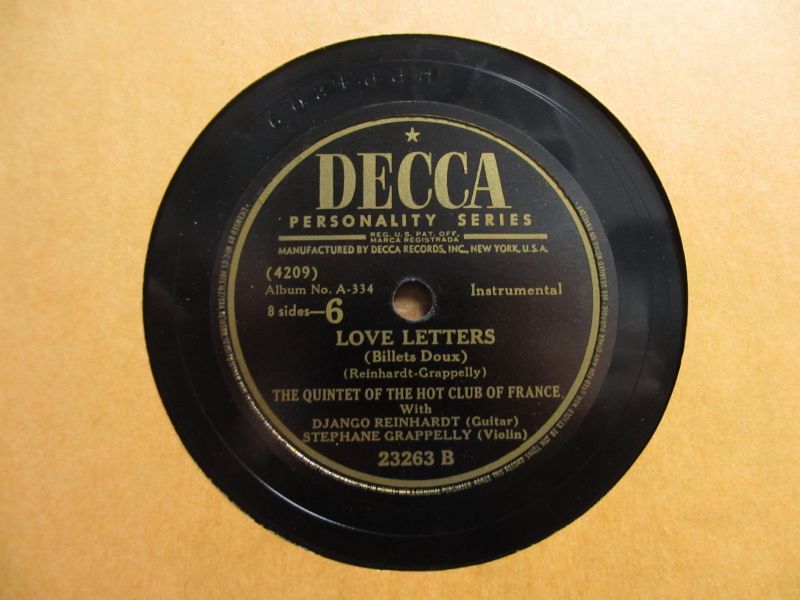 DECCA
PERSONALITY SERIES
REG. U.S. PAT. OFF.
MARCA REGISTRADA
MANUFACTURED BY DECCA RECORDS, INC., NEW YORK, U.S.A.
(4209)
Album No. A-334
Instrumental
8 sides—6
LOVE LETTERS
(Billets Doux)
(Reinhardt-Grappelly)
THE QUINTET OF THE HOT CLUB OF FRANCE,
With
DJANGO REINHARDT (Guitar)
STEPHANE GRAPPELLY (Violin)
23263 B